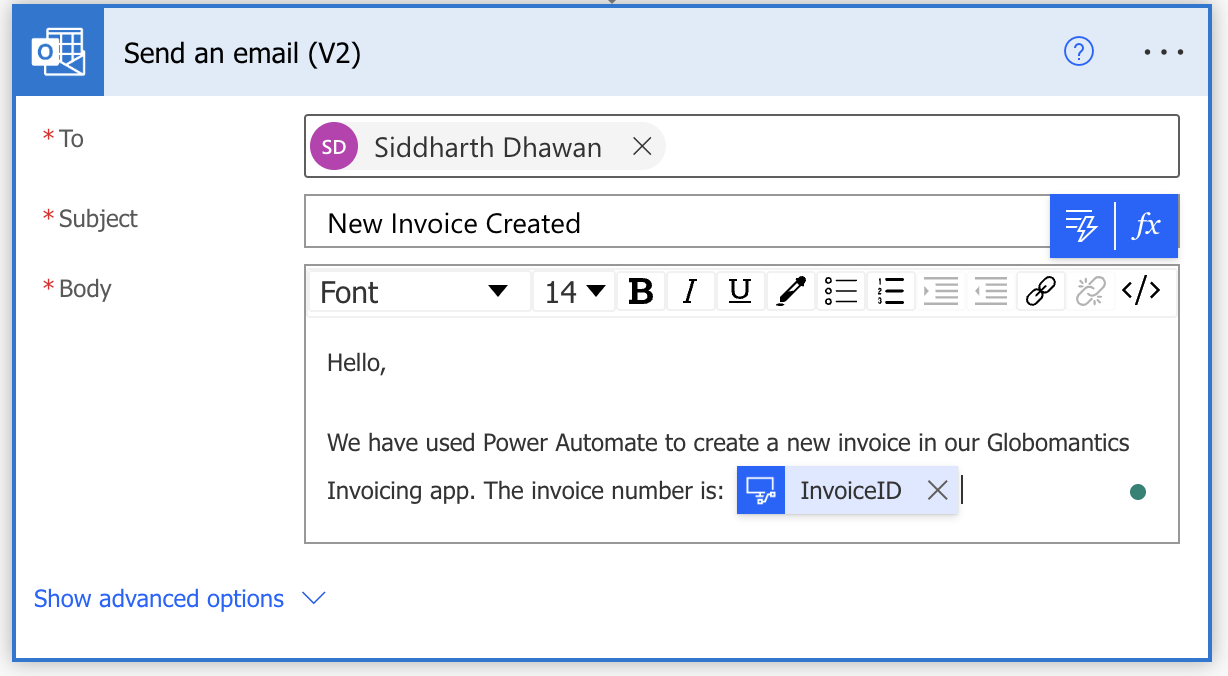 Send an email (V2)
?
* To
SD Siddharth Dhawan
* Subject
New Invoice Created
fx
* Body
Font 14 B I U </>
Hello,
We have used Power Automate to create a new invoice in our Globomantics
Invoicing app. The invoice number is: InvoiceID
Show advanced options